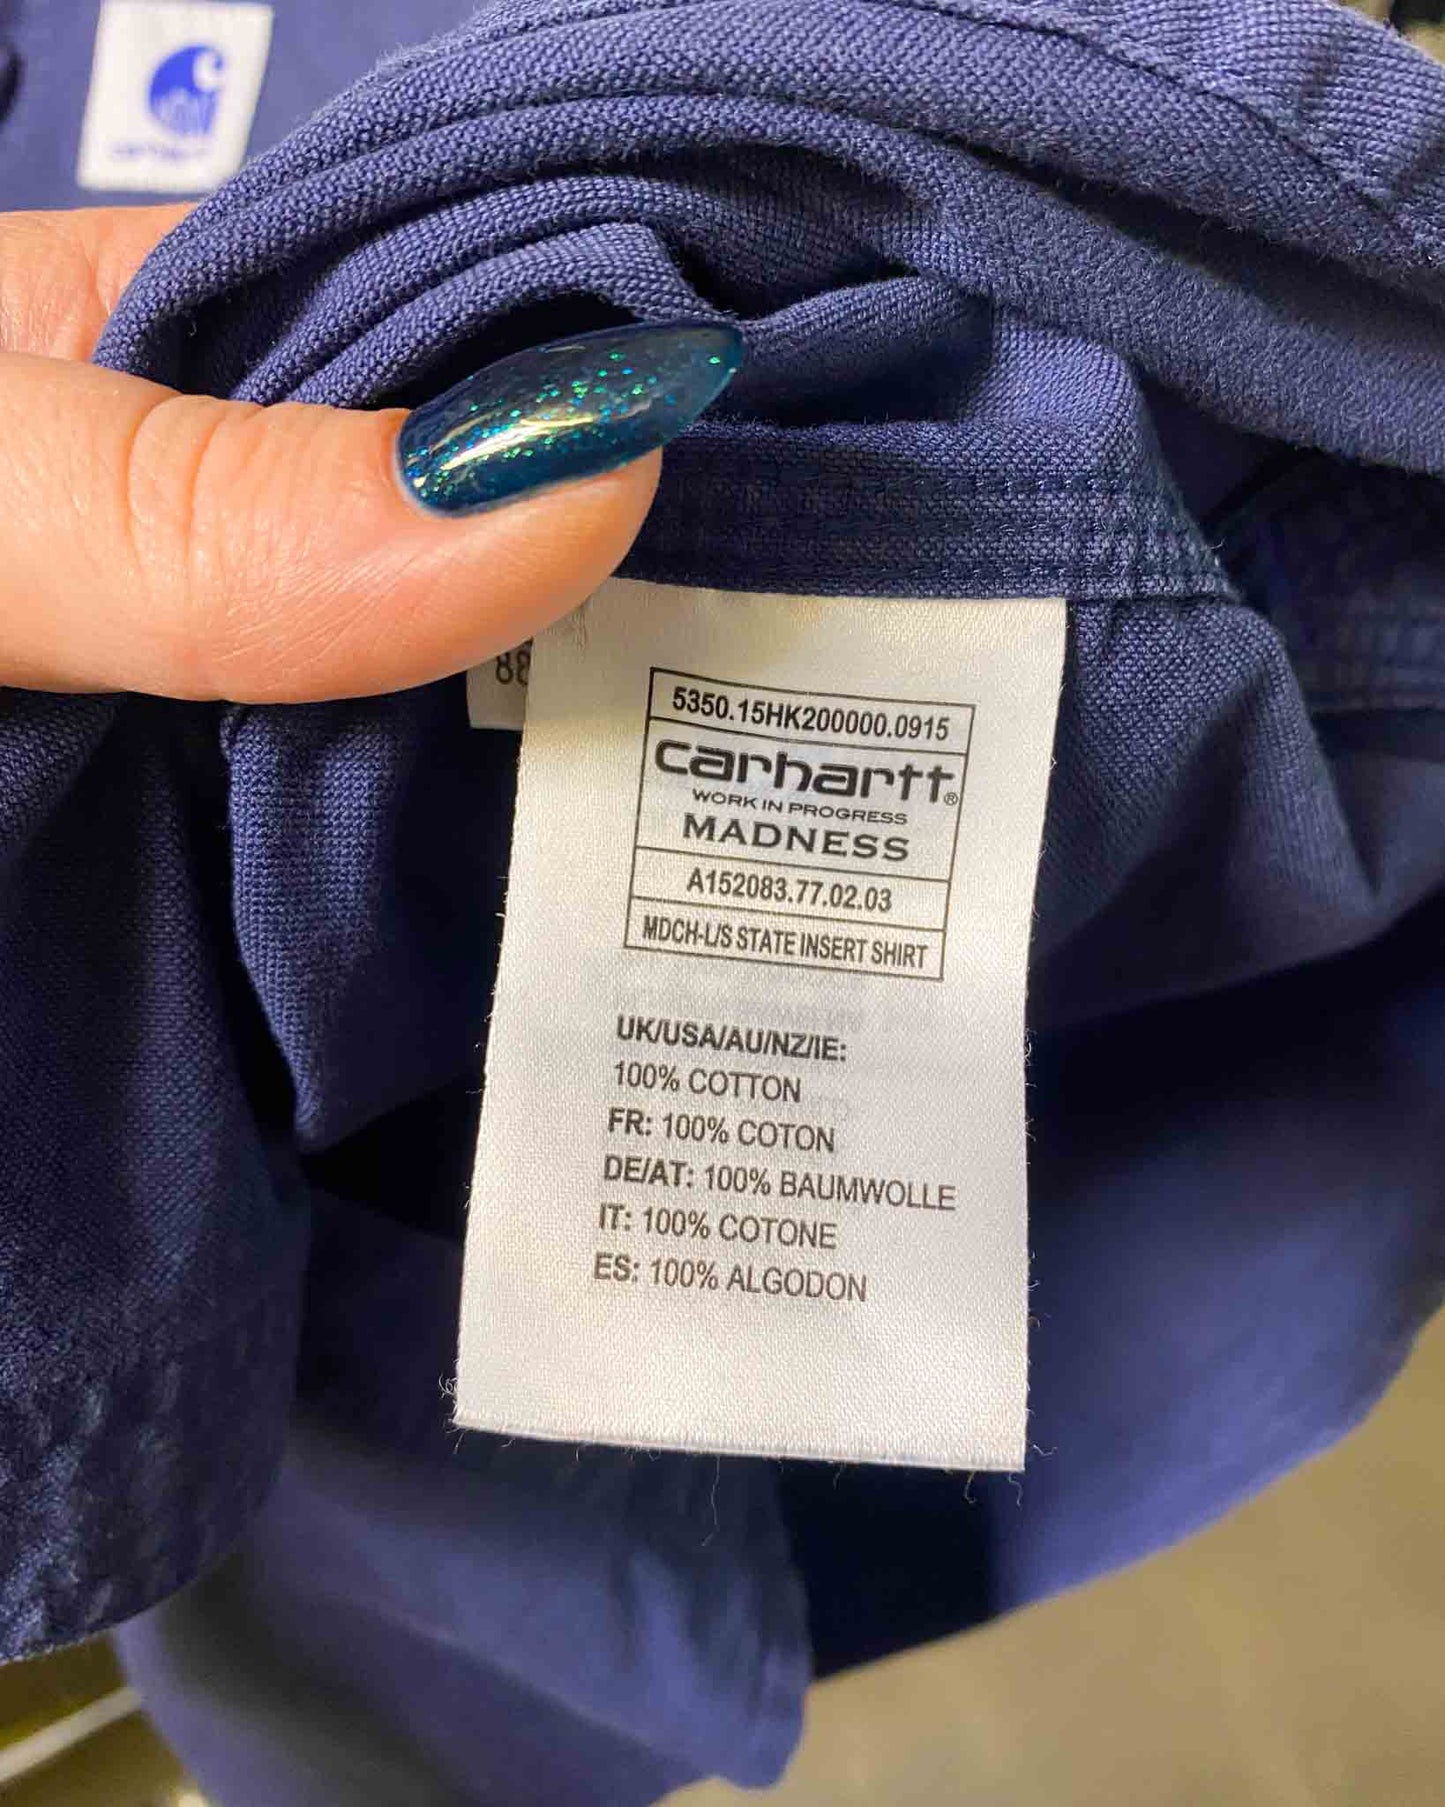 88
5350.15HK200000.0915
carhartt®
WORK IN PROGRESS
MADNESS
A152083.77.02.03
MDCH-L/S STATE INSERT SHIRT
UK/USA/AU/NZ/IE:
100% COTTON
FR: 100% COTON
DE/AT: 100% BAUMWOLLE
IT: 100% COTONE
ES: 100% ALGODON